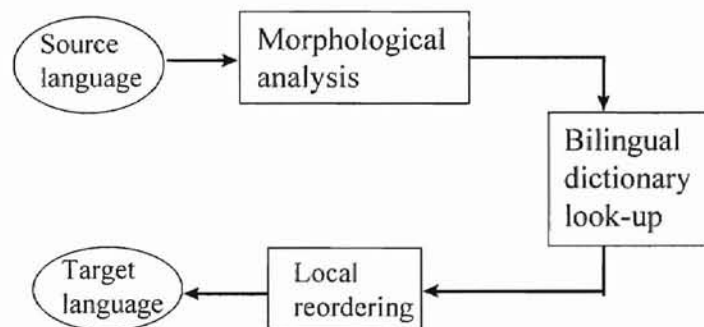 Source
language
Morphological
analysis
Bilingual
dictionary
look-up
Local
reordering
Target
language